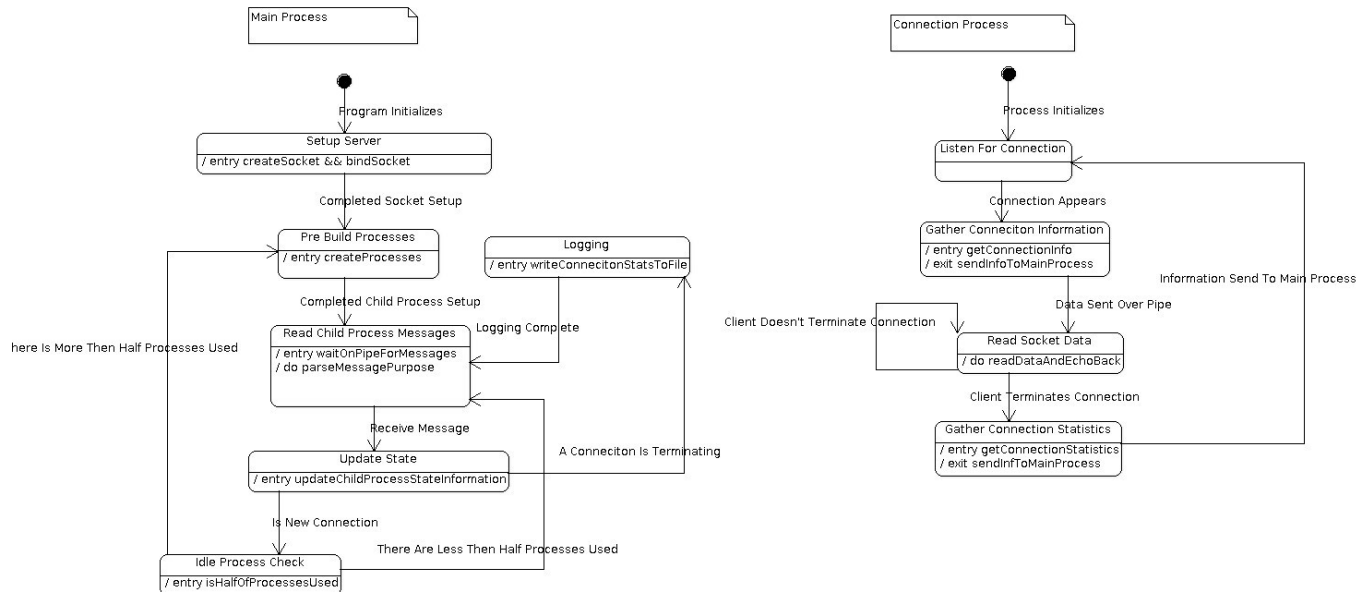 Main Process
Program Initializes
Setup Server
/ entry createSocket && bindSocket
Completed Socket Setup
Pre Build Processes
/ entry createProcesses
Logging
/ entry writeConnecitonStatsToFile
Completed Child Process Setup
Logging Complete
Read Child Process Messages
/ entry waitOnPipeForMessages
/ do parseMessagePurpose
here Is More Then Half Processes Used
Receive Message
A Conneciton Is Terminating
Update State
/ entry updateChildProcessStateInformation
Is New Connection
There Are Less Then Half Processes Used
Idle Process Check
/ entry isHalfOfProcessesUsed
Connection Process
Process Initializes
Listen For Connection
Connection Appears
Gather Conneciton Information
/ entry getConnectionInfo
/ exit sendInfoToMainProcess
Information Send To Main Process
Data Sent Over Pipe
Client Doesn't Terminate Connection
Read Socket Data
/ do readDataAndEchoBack
Client Terminates Connection
Gather Connection Statistics
/ entry getConnectionStatistics
/ exit sendInfToMainProcess